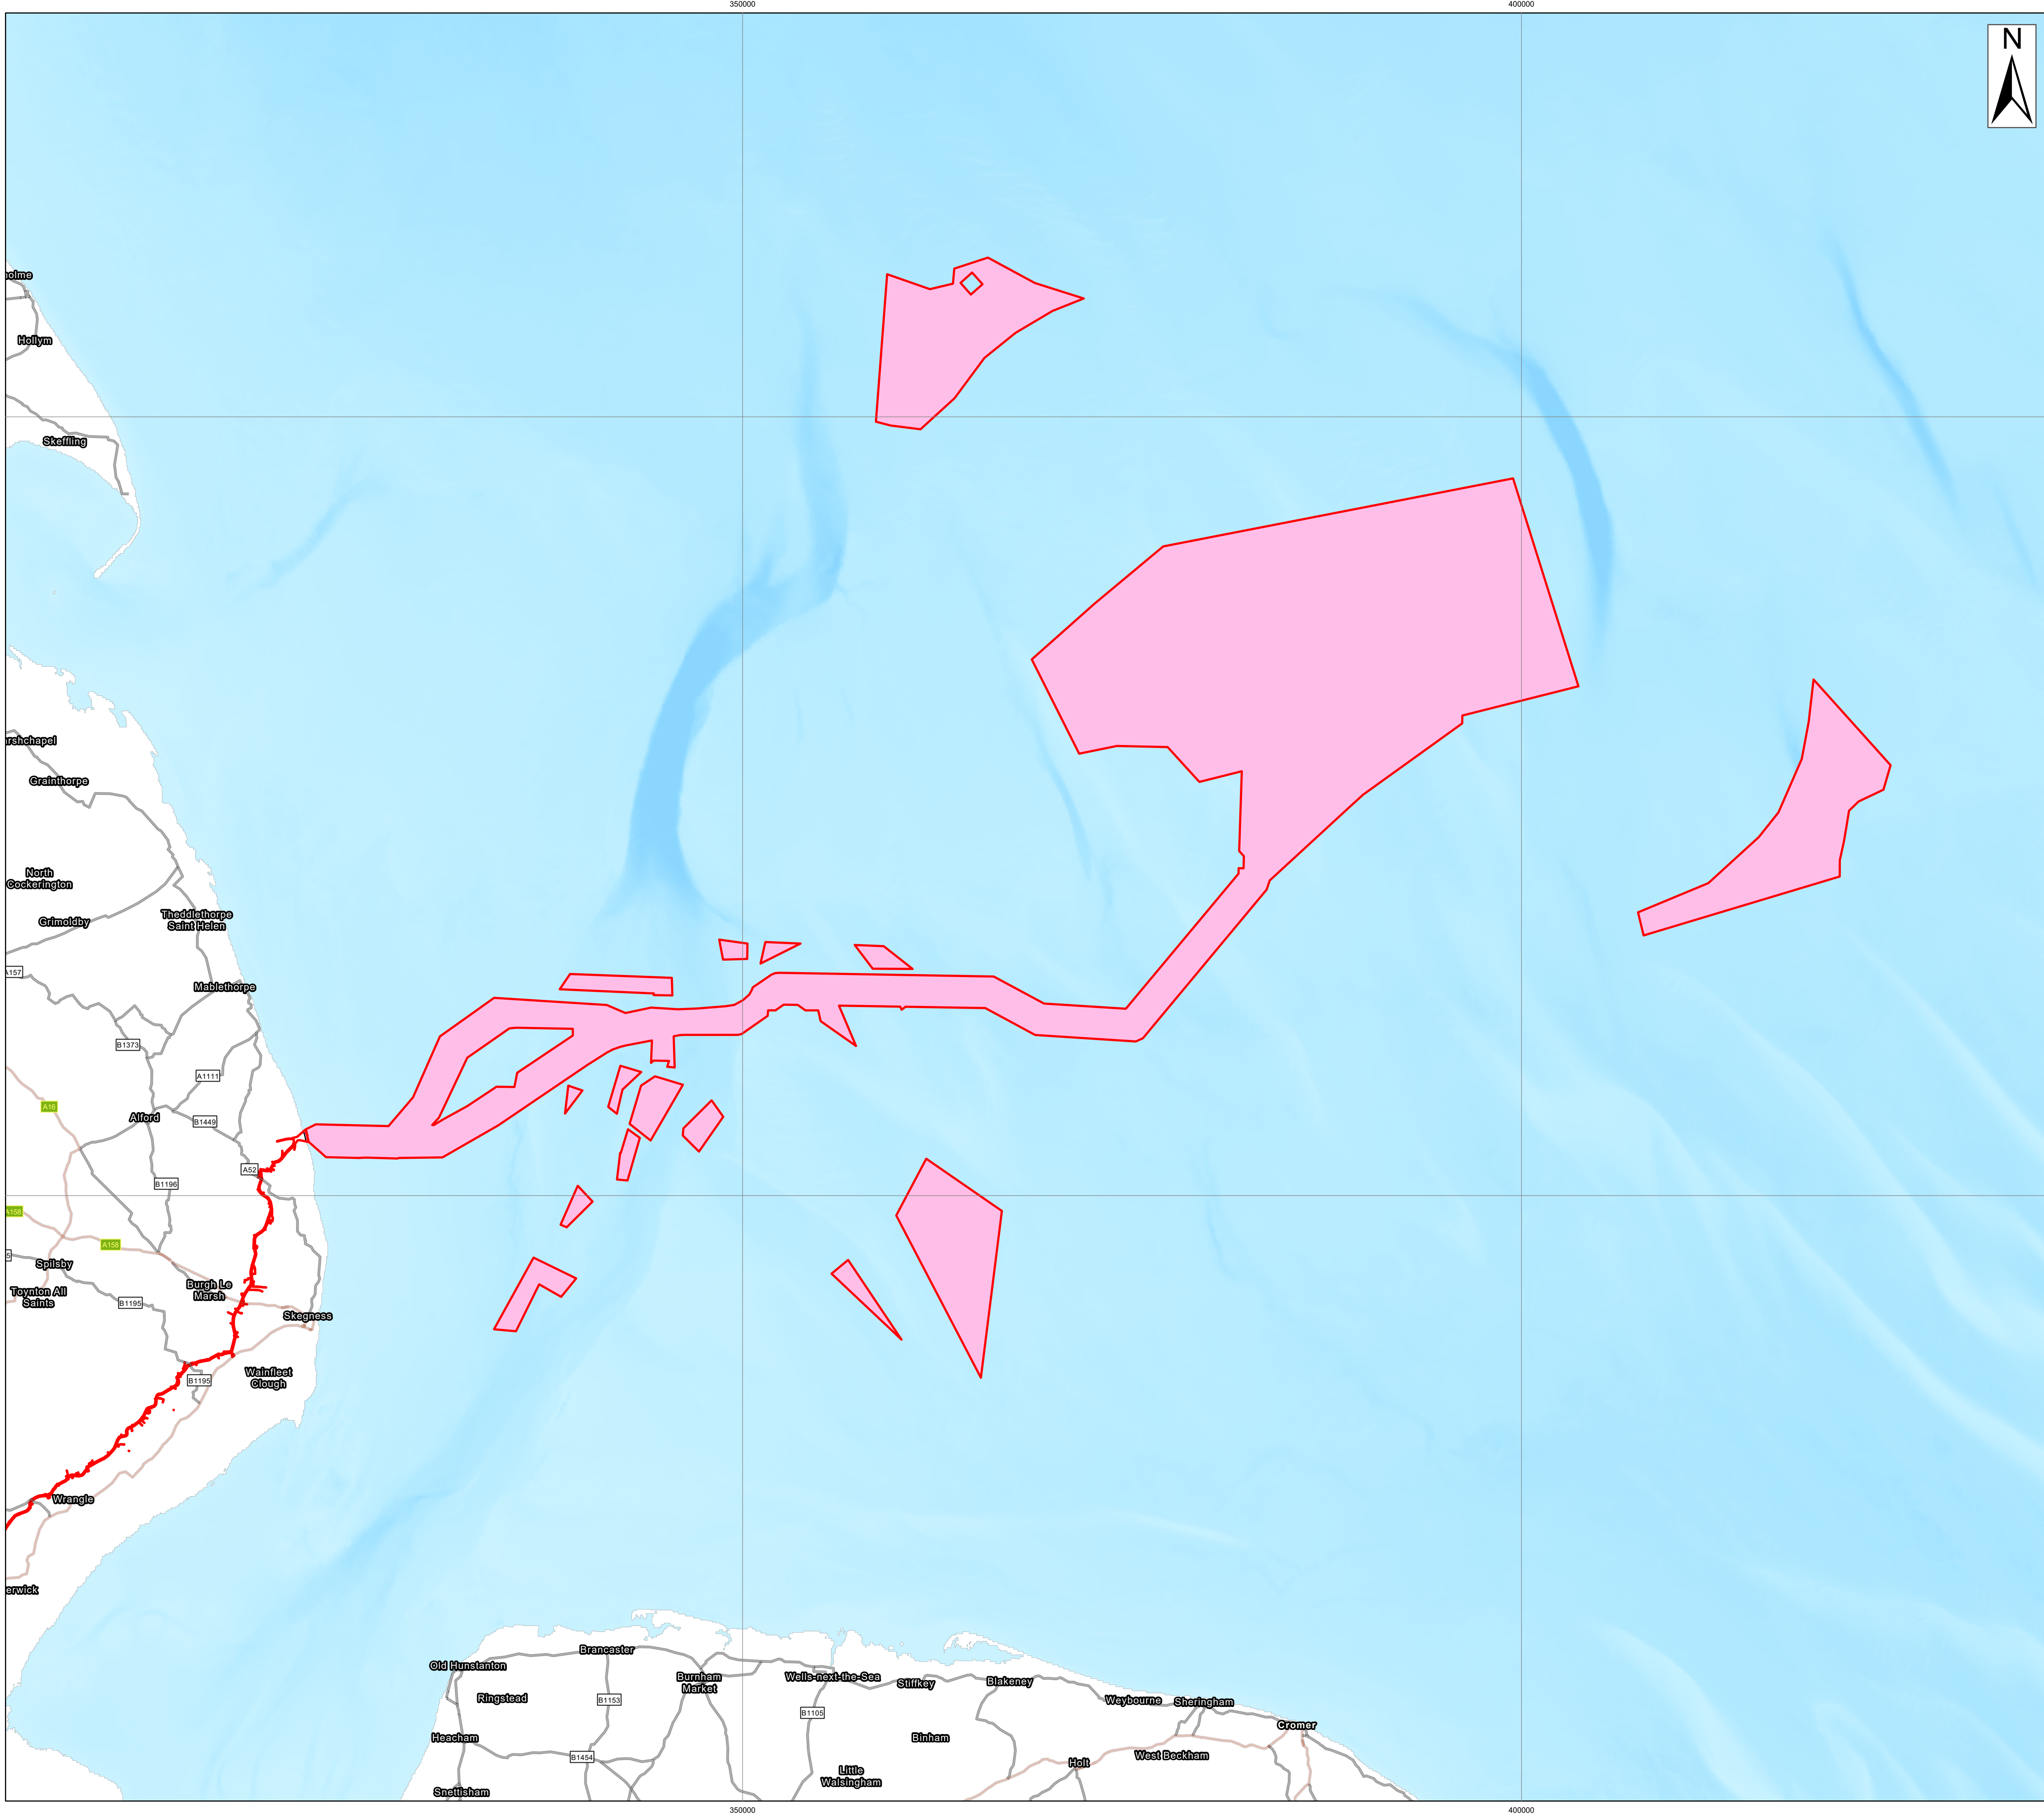 350000
400000
N
olme
Hollym
Skeffling
rshchapel
Grainthorpe
North
Cockerington
Grimoldby
Theddlethorpe
Saint Helen
A157
Mablethorpe
B1373
A1111
A16
Alford
B1449
A52
B1196
A158
A158
5
Spilsby
Toynton All
Saints
Burgh Le
Marsh
B1195
Skegness
Wainfleet
Clough
B1195
Wrangle
erwick
Old Hunstanton
Brancaster
Burnham
Market
Wells-next-the-Sea
Stiffkey
Blakeney
Ringstead
B1153
B1105
Weybourne
Sheringham
Cromer
Heacham
Binham
B1454
West Beckham
Holt
Little
Walsingham
Snettisham
350000
400000